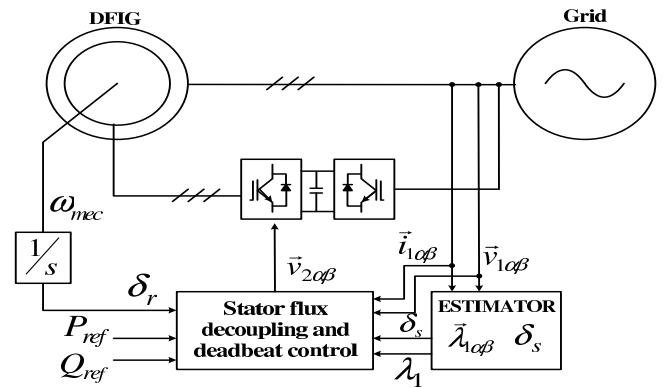 DFIG
Grid
ω_mec
1/s
δ_r
P_ref
Q_ref
v⃗_2αβ
i⃗_1αβ
v⃗_1αβ
Stator flux
decoupling and
deadbeat control
δ_s
λ_1
ESTIMATOR
λ⃗_1αβ δ_s